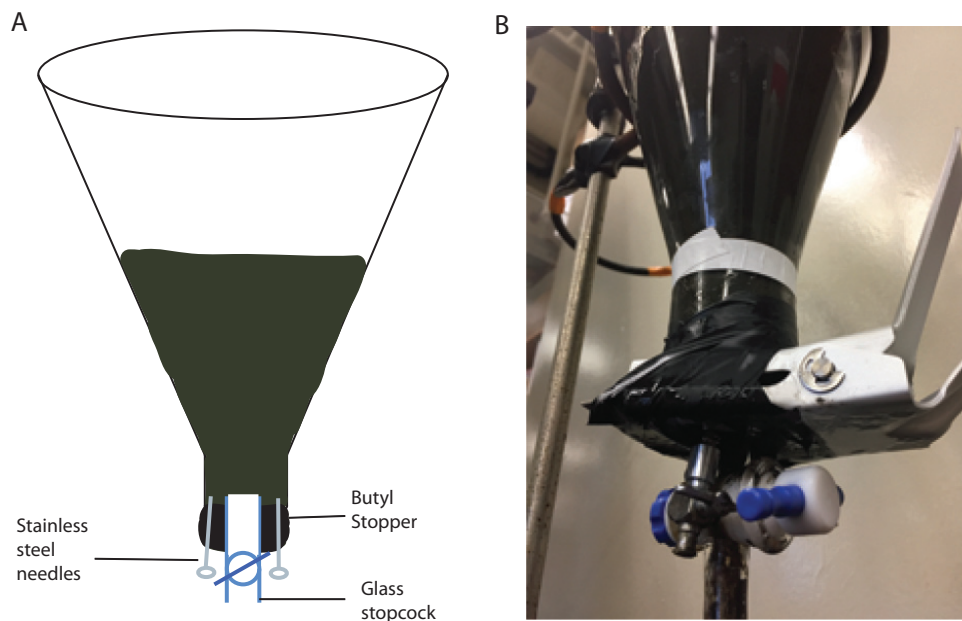 A
B
Stainless
steel
needles
Butyl
Stopper
Glass
stopcock